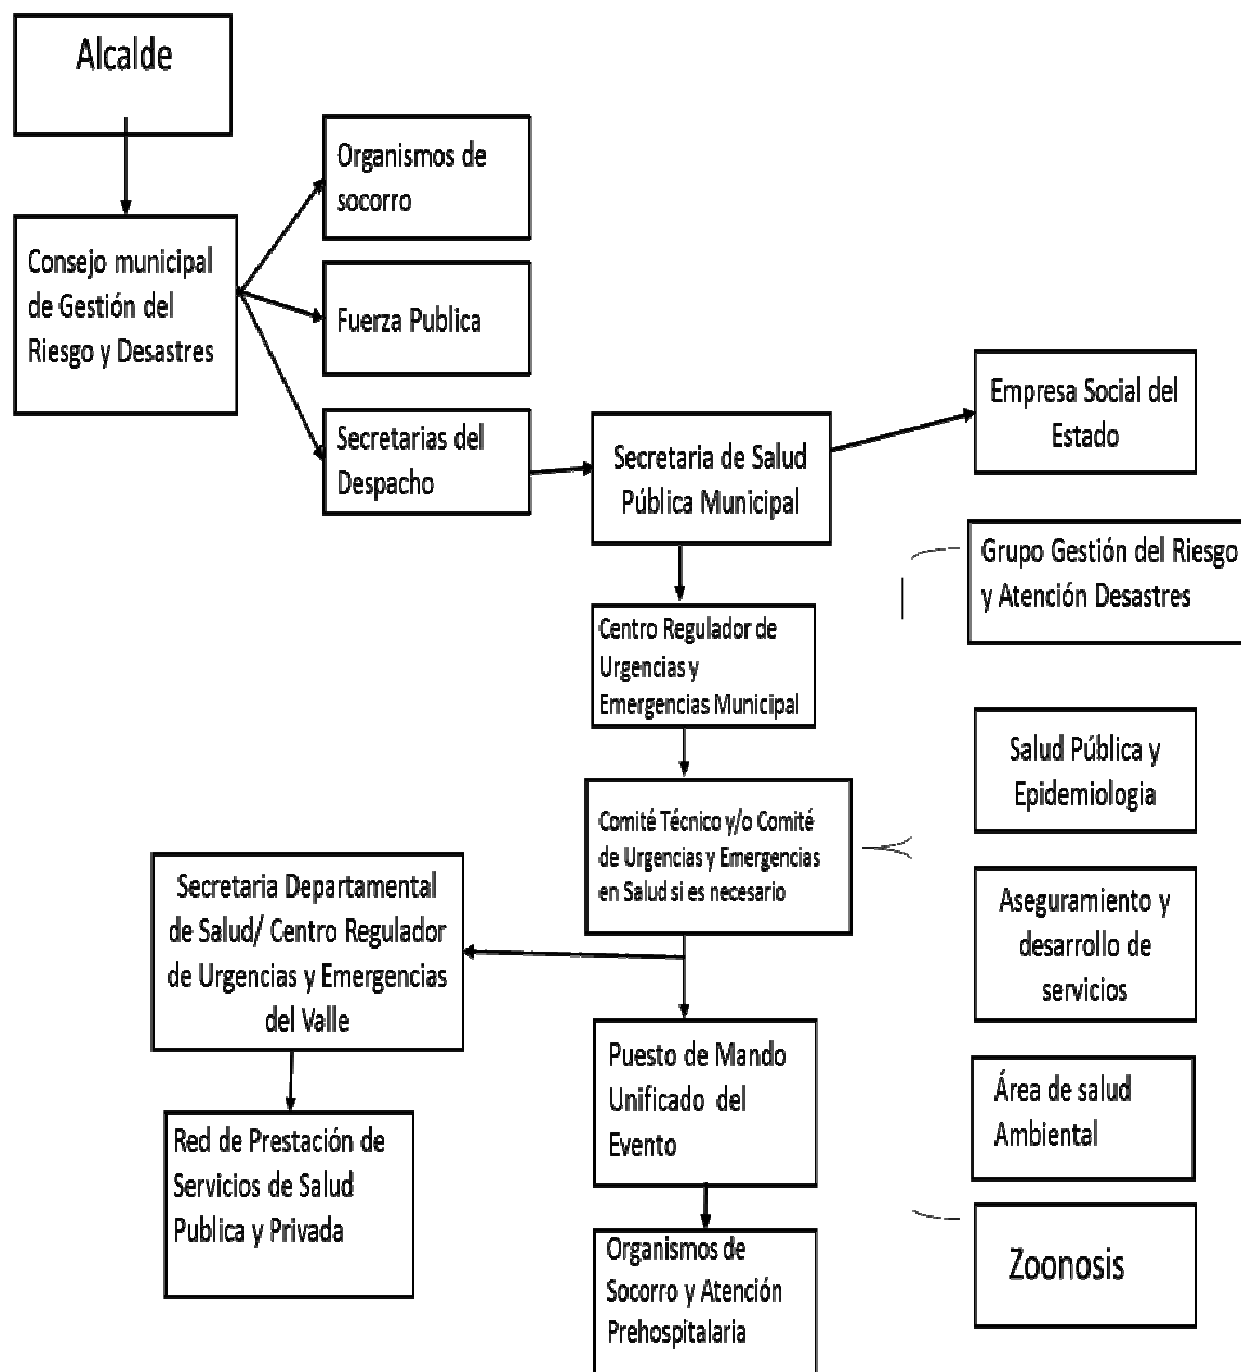 Alcalde
Organismos de
socorro
Consejo municipal
de Gestión del
Riesgo y Desastres
Fuerza Publica
Secretarias del
Despacho
Secretaria de Salud
Pública Municipal
Empresa Social del
Estado
Grupo Gestión del Riesgo
y Atención Desastres
Centro Regulador de
Urgencias y
Emergencias Municipal
Salud Pública y
Epidemiologia
Comité Técnico y/o Comité
de Urgencias y Emergencias
en Salud si es necesario
Aseguramiento y
desarrollo de
servicios
Secretaria Departamental
de Salud/ Centro Regulador
de Urgencias y Emergencias
del Valle
Puesto de Mando
Unificado del
Evento
Área de salud
Ambiental
Red de Prestación de
Servicios de Salud
Publica y Privada
Organismos de
Socorro y Atención
Prehospitalaria
Zoonosis